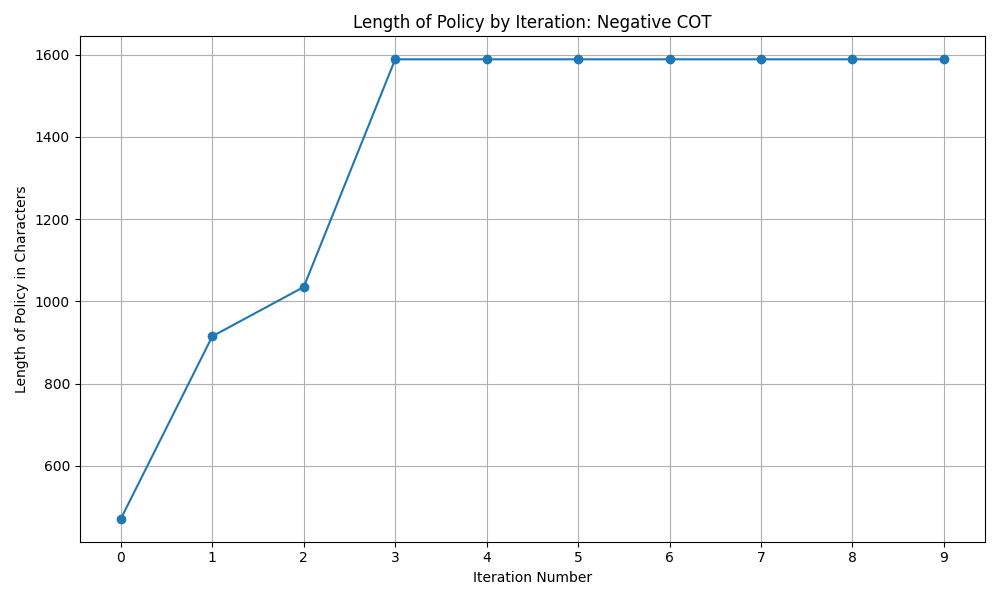 Length of Policy by Iteration: Negative COT
1600
1400
1200
1000
800
600
Length of Policy in Characters
0 1 2 3 4 5 6 7 8 9
Iteration Number